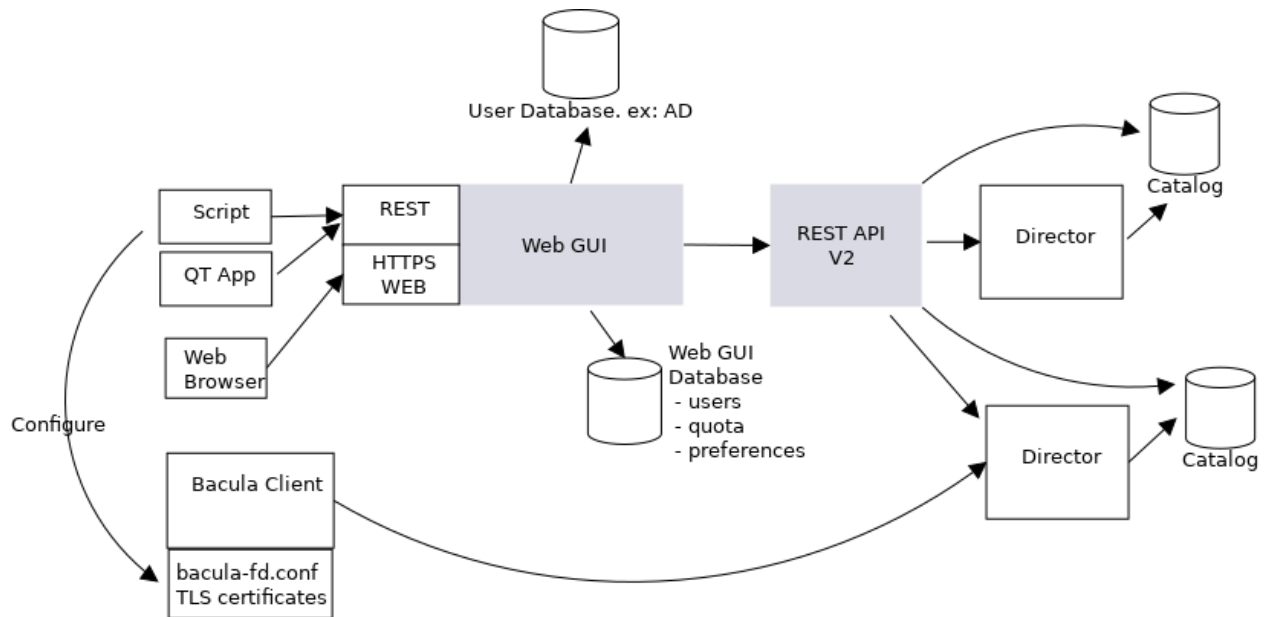 User Database. ex: AD
Catalog
Script
REST
Web GUI
REST API
V2
Director
QT App
HTTPS
WEB
Web
Browser
Web GUI
Database
- users
- quota
- preferences
Configure
Director
Catalog
Bacula Client
bacula-fd.conf
TLS certificates